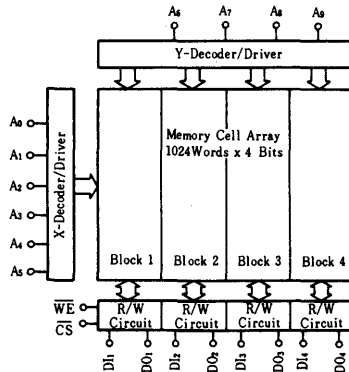 A₆ A₇ A₈ A₉
Y-Decoder/Driver
A₀
A₁
A₂
A₃
A₄
A₅
X-Decoder/Driver
Memory Cell Array
1024Words x 4 Bits
Block 1 Block 2 Block 3 Block 4
W̅E̅
C̅S̅
R/W Circuit R/W Circuit R/W Circuit R/W Circuit
DI₁ DO₁ DI₂ DO₂ DI₃ DO₃ DI₄ DO₄